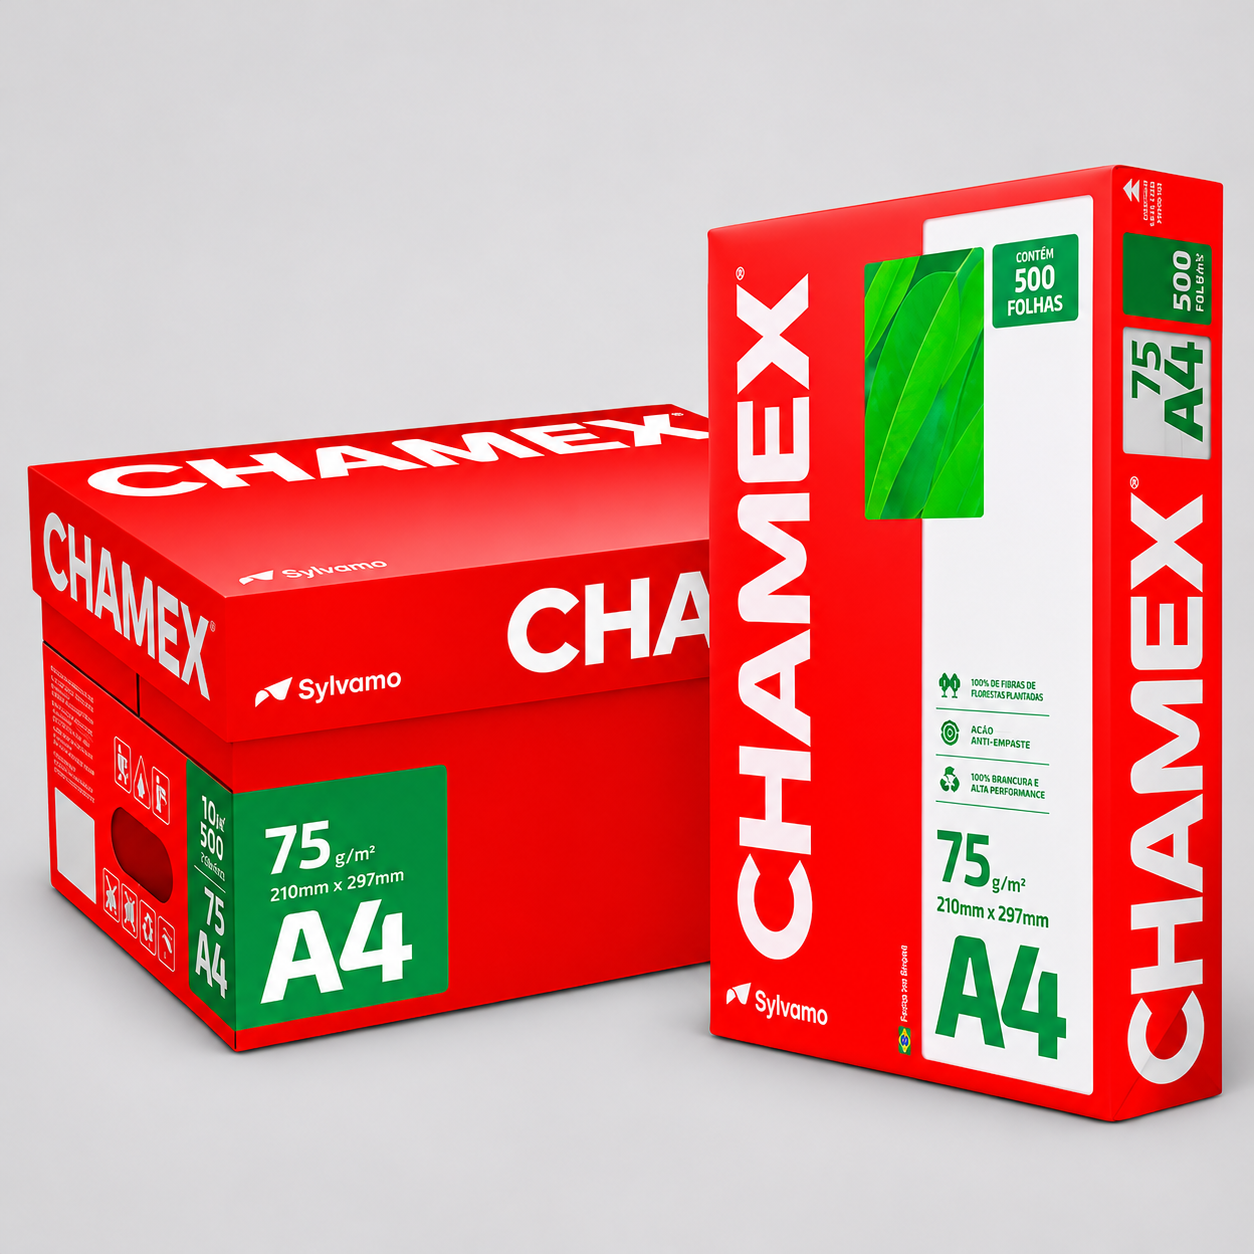 CHAMEX®
Sylvamo
CHAMEX®
CHA
Sylvamo
10
500
75
A4
75 g/m²
210mm x 297mm
A4
CHAMEX®
CONTÉM
500
FOLHAS
100% DE FIBRAS DE
FLORESTAS PLANTADAS
AÇÃO
ANTI-EMPASTE
100% BRANCURA E
ALTA PERFORMANCE
75 g/m²
210mm x 297mm
A4
Sylvamo
500
75
A4
CHAMEX®